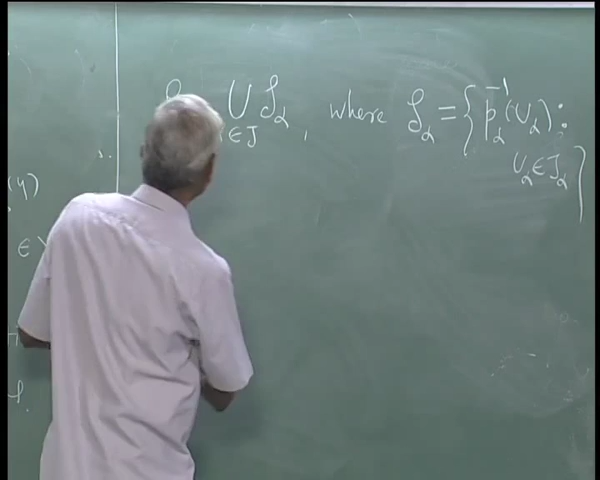 (y)
∈
⋃ 𝒮_α , where 𝒮_α = { p_α^{-1}(U_α) :
∈J
U_α ∈ J_α }